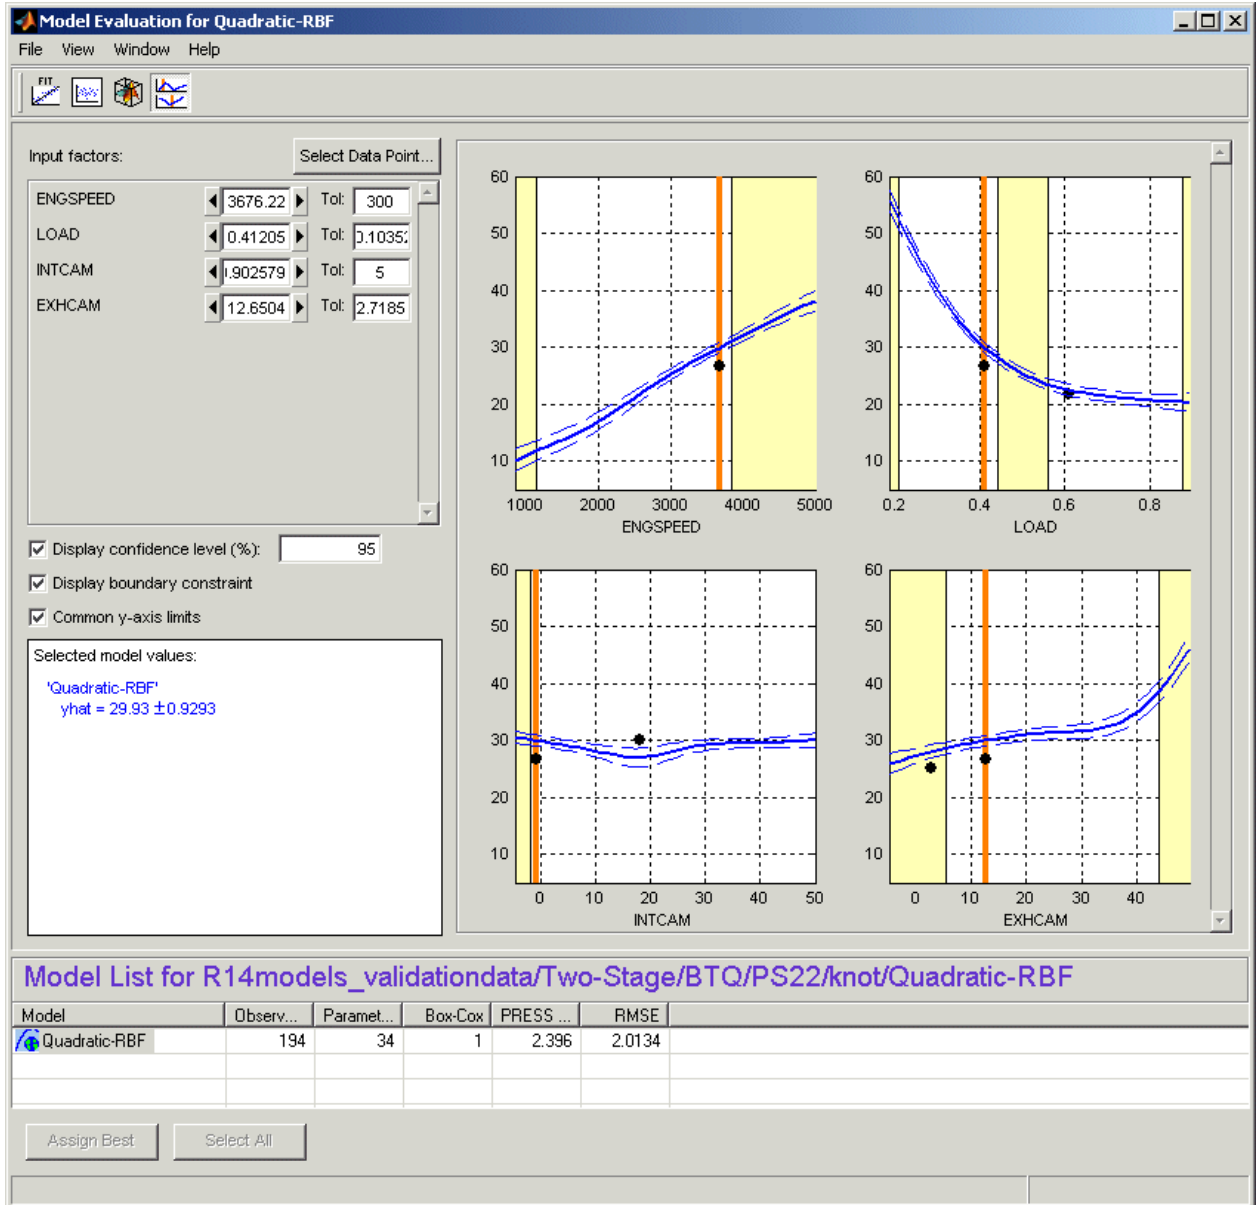 Model Evaluation for Quadratic-RBF
File View Window Help
FIT
Input factors:
Select Data Point...
ENGSPEED 3676.22 Tol: 300
LOAD 0.41205 Tol: 0.1035
INTCAM .902579 Tol: 5
EXHCAM 12.6504 Tol: 2.7185
Display confidence level (%): 95
Display boundary constraint
Common y-axis limits
Selected model values:
'Quadratic-RBF'
yhat = 29.93 ±0.9293
60
50
40
30
20
10
1000 2000 3000 4000 5000
ENGSPEED
60
50
40
30
20
10
0.2 0.4 0.6 0.8
LOAD
60
50
40
30
20
10
0 10 20 30 40 50
INTCAM
60
50
40
30
20
10
0 10 20 30 40
EXHCAM
Model List for R14models_validationdata/Two-Stage/BTQ/PS22/knot/Quadratic-RBF
Model Observ... Paramet... Box-Cox PRESS ... RMSE
Quadratic-RBF 194 34 1 2.396 2.0134
Assign Best Select All